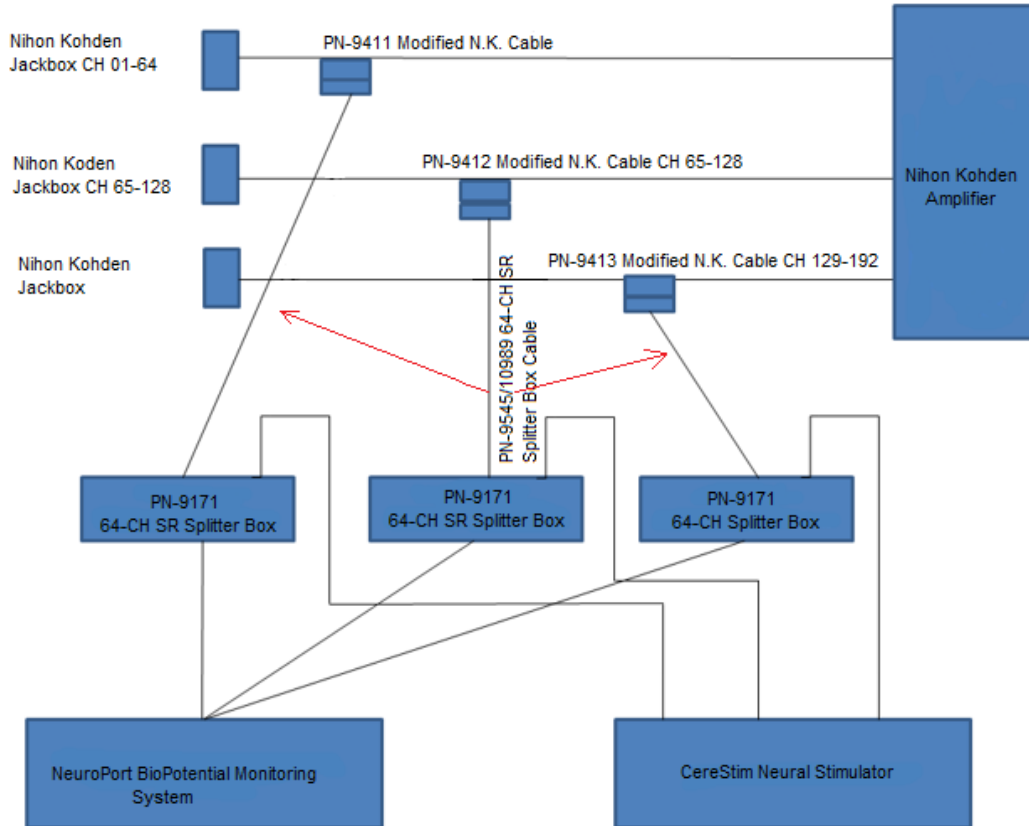 Nihon Kohden
Jackbox CH 01-64
PN-9411 Modified N.K. Cable
Nihon Koden
Jackbox CH 65-128
PN-9412 Modified N.K. Cable CH 65-128
Nihon Kohden
Amplifier
Nihon Kohden
Jackbox
PN-9413 Modified N.K. Cable CH 129-192
PN-9545/10989 64-CH SR
Splitter Box Cable
PN-9171
64-CH SR Splitter Box
PN-9171
64-CH SR Splitter Box
PN-9171
64-CH Splitter Box
NeuroPort BioPotential Monitoring
System
CereStim Neural Stimulator